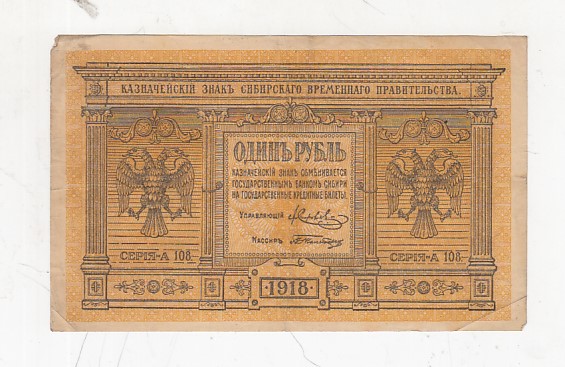 КАЗНАЧЕЙСКІЙ ЗНАКЪ СИБИРСКАГО ВРЕМЕННАГО ПРАВИТЕЛЬСТВА.
ОДИНЪ РУБЛЬ
КАЗНАЧЕЙСКІЙ ЗНАКЪ ОБМѢНИВАЕТСЯ
ГОСУДАРСТВЕННЫМЪ БАНКОМЪ СИБИРИ
НА ГОСУДАРСТВЕННЫЕ КРЕДИТНЫЕ БИЛЕТЫ.
УПРАВЛЯЮЩІЙ
КАССИРЪ
СЕРІЯ-А 108.
СЕРІЯ-А 108.
·1918·